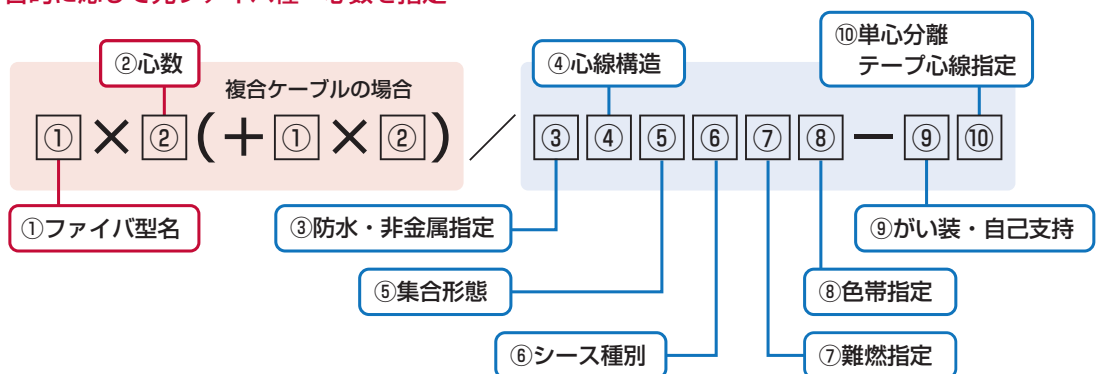 ②心数
④心線構造
⑩単心分離
テープ心線指定
複合ケーブルの場合
①×②(+①×②)／③④⑤⑥⑦⑧ー⑨⑩
①ファイバ型名
③防水・非金属指定
⑨がい装・自己支持
⑤集合形態
⑧色帯指定
⑥シース種別
⑦難燃指定